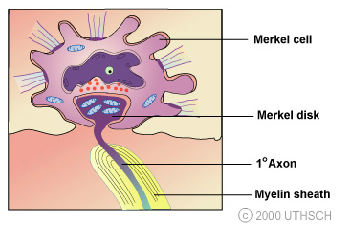 Merkel cell
Merkel disk
1° Axon
Myelin sheath
© 2000 UTHSCH